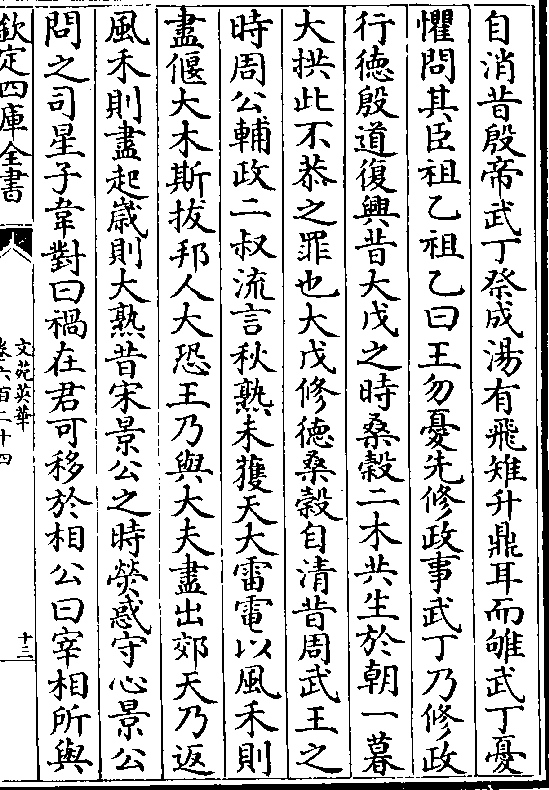 自消昔殷帝武丁祭成湯有飛雉升鼎耳而雊武丁憂
懼問其臣祖乙祖乙曰王勿憂先修政事武丁乃修政
行徳殷道復興昔大戊之時桑榖二木共生於朝一暮
大拱此不恭之罪也大戊修徳桑榖自清昔周武王之
時周公輔政二叔流言秋熟未獲天大雷電以風禾則
盡偃大木斯拔邦人大恐王乃與大夫盡出郊天乃返
風禾則盡起歲則大熟昔宋景公之時熒惑守心景公
問之司星子韋對曰禍在君可移於相公曰宰相所與
欽定四庫全書
文苑英華
卷六百二十四
十三